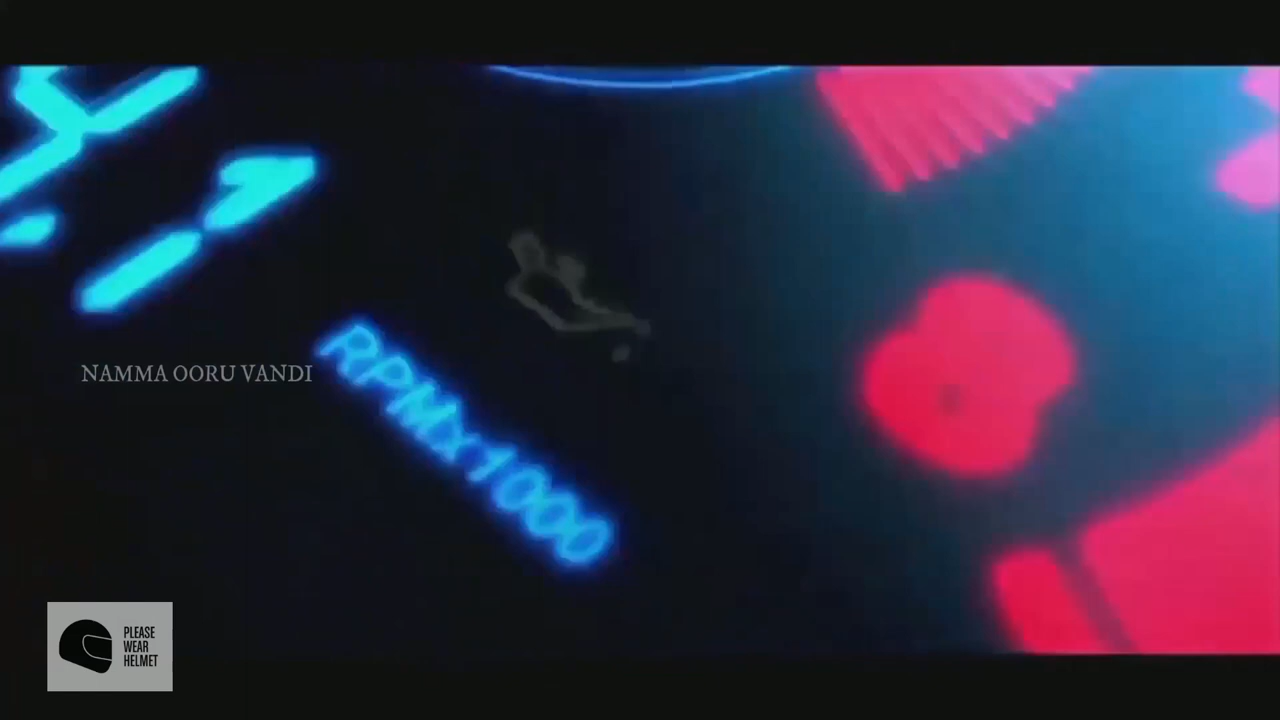 NAMMA OORU VANDI
RPMx1000
PLEASE
WEAR
HELMET